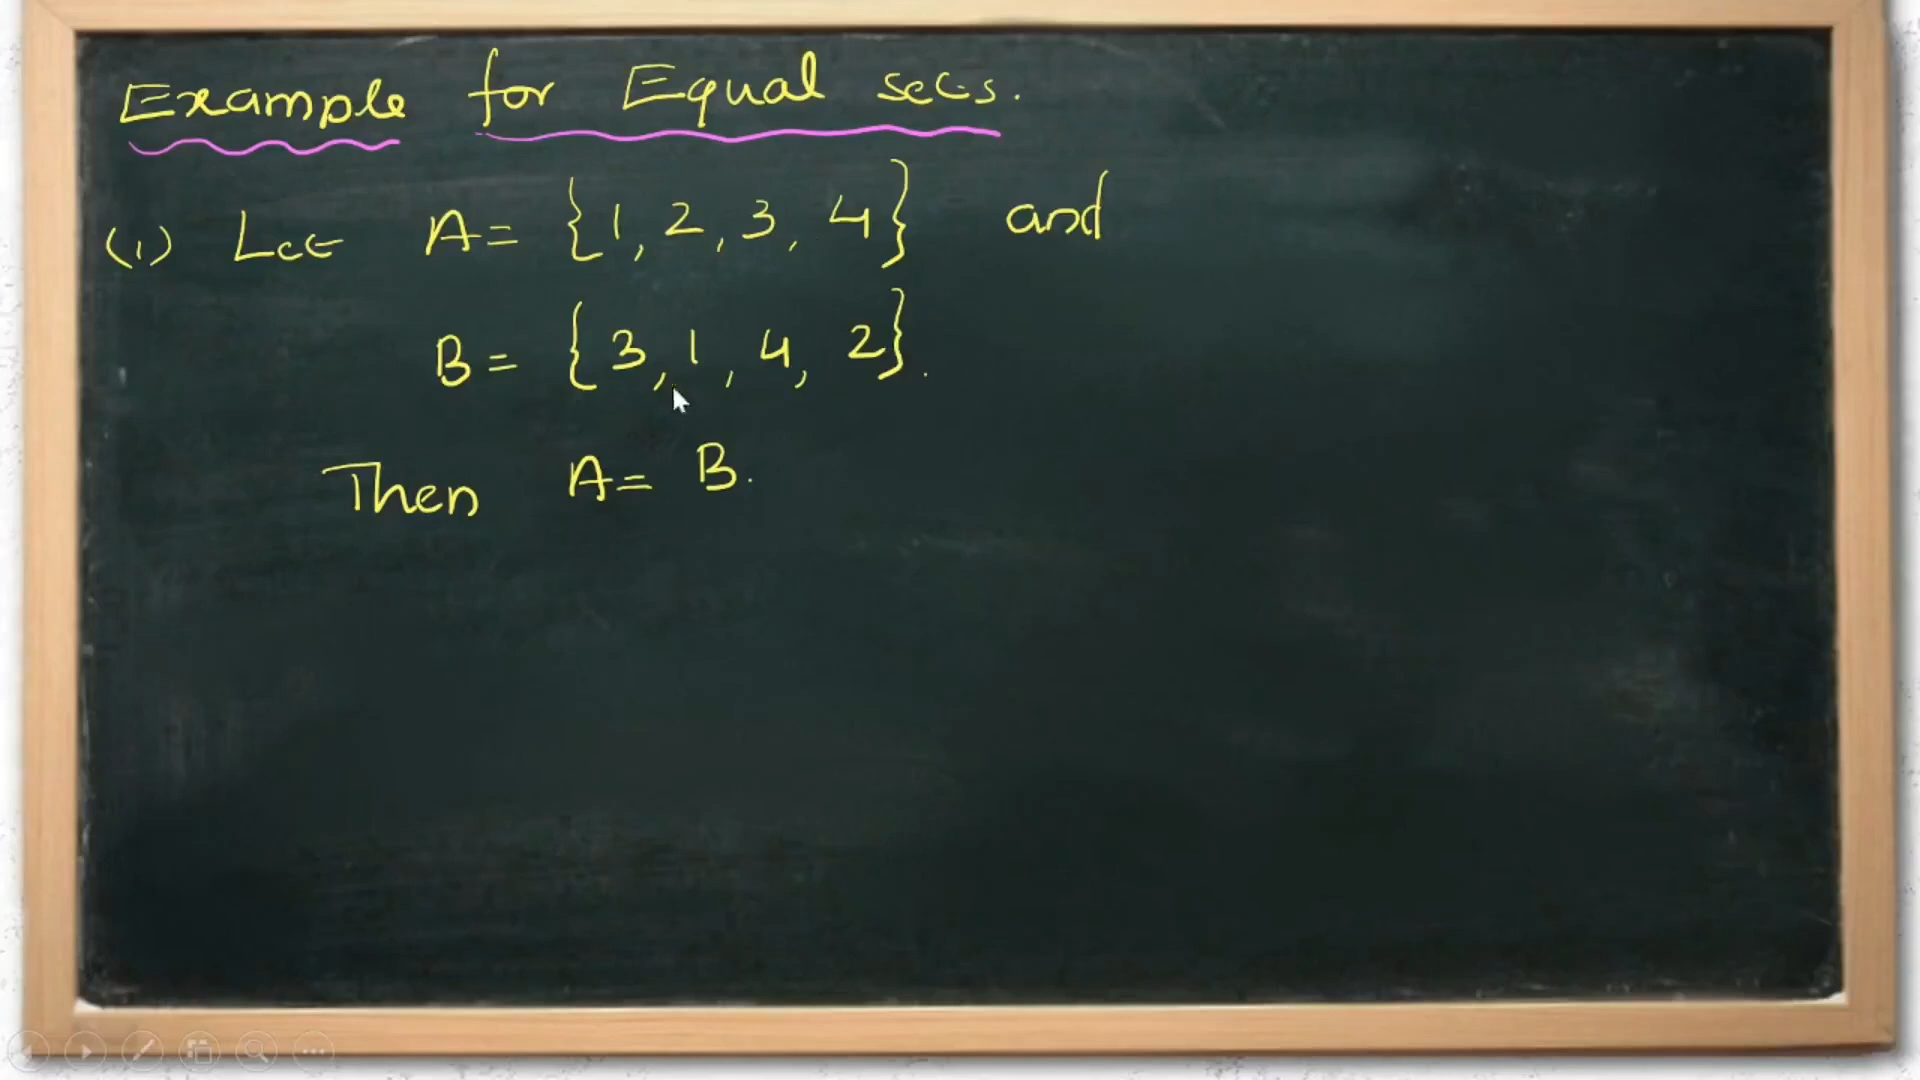 Example for Equal sets.
(1) Let A = {1, 2, 3, 4} and
B = {3, 1, 4, 2}.
Then A = B.